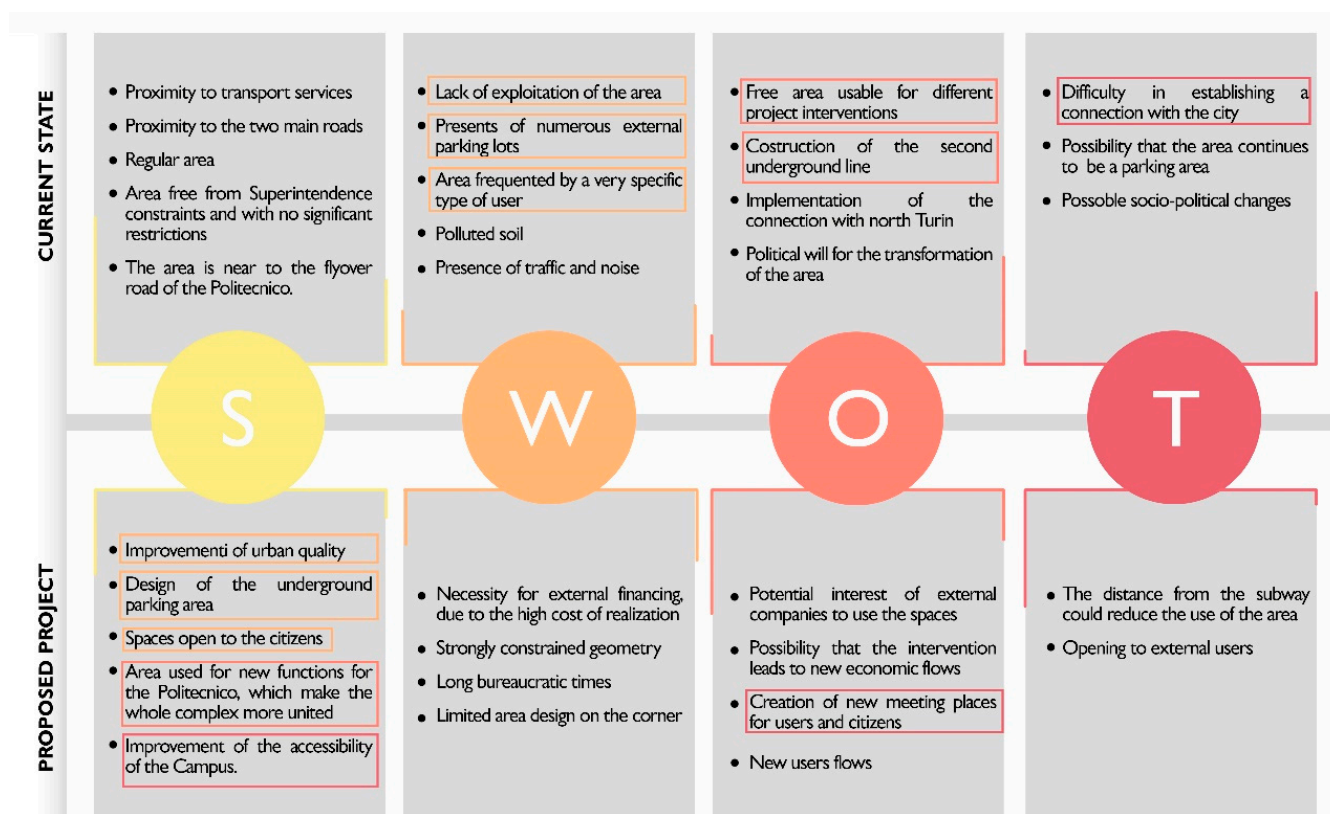 CURRENT STATE
• Proximity to transport services
• Proximity to the two main roads
• Regular area
• Area free from Superintendence
constraints and with no significant
restrictions
• The area is near to the flyover
road of the Politecnico.
• Lack of exploitation of the area
• Presents of numerous external
parking lots
• Area frequented by a very specific
type of user
• Polluted soil
• Presence of traffic and noise
• Free area usable for different
project interventions
• Costruction of the second
underground line
• Implementation of the
connection with north Turin
• Political will for the transformation
of the area
• Difficulty in establishing a
connection with the city
• Possibility that the area continues
to be a parking area
• Possoble socio-political changes
S
W
O
T
PROPOSED PROJECT
• Improvementi of urban quality
• Design of the underground
parking area
• Spaces open to the citizens
• Area used for new functions for
the Politecnico, which make the
whole complex more united
• Improvement of the accessibility
of the Campus.
• Necessity for external financing,
due to the high cost of realization
• Strongly constrained geometry
• Long bureaucratic times
• Limited area design on the corner
• Potential interest of external
companies to use the spaces
• Possibility that the intervention
leads to new economic flows
• Creation of new meeting places
for users and citizens
• New users flows
• The distance from the subway
could reduce the use of the area
• Opening to external users